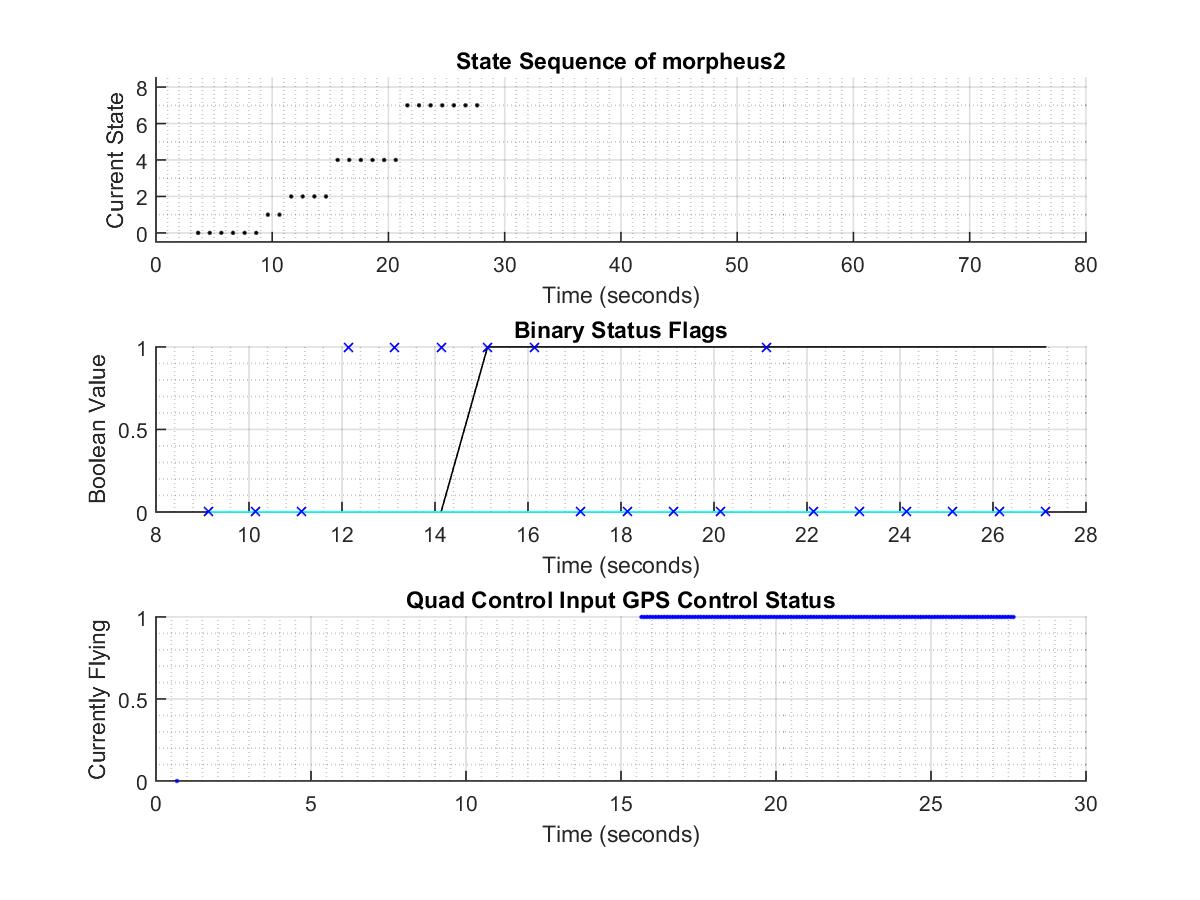 State Sequence of morpheus2
Current State
8
6
4
2
0
0 10 20 30 40 50 60 70 80
Time (seconds)
Binary Status Flags
Boolean Value
1
0.5
0
8 10 12 14 16 18 20 22 24 26 28
Time (seconds)
Quad Control Input GPS Control Status
Currently Flying
1
0.5
0
0 5 10 15 20 25 30
Time (seconds)